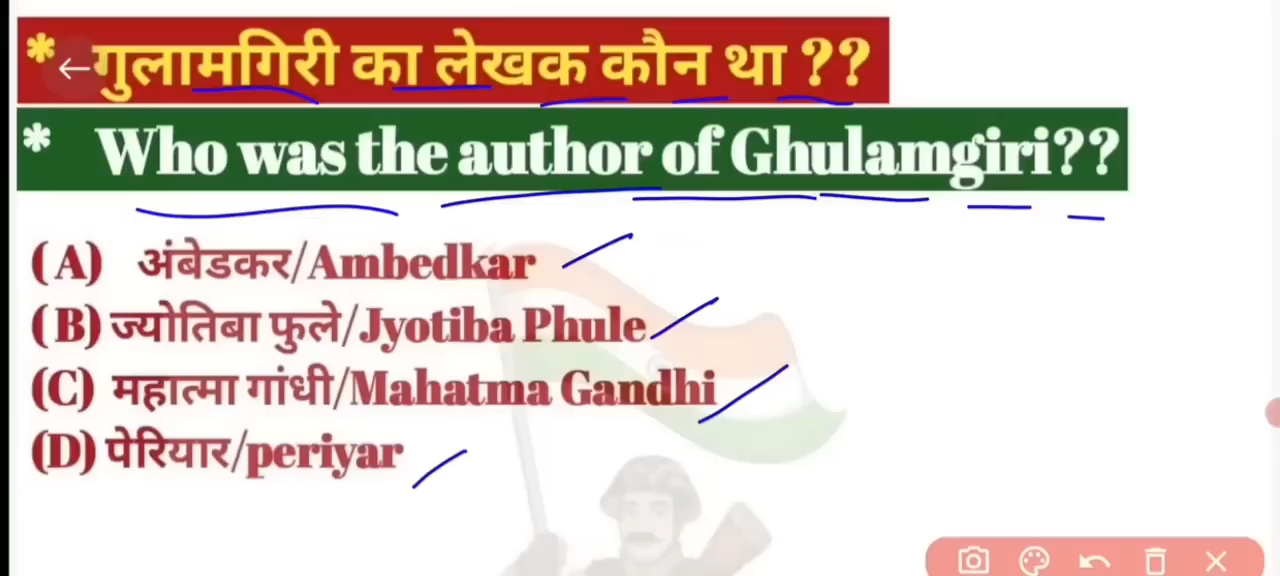 * गुलामगिरी का लेखक कौन था ??
* Who was the author of Ghulamgiri??
(A) अंबेडकर/Ambedkar
(B) ज्योतिबा फुले/Jyotiba Phule
(C) महात्मा गांधी/Mahatma Gandhi
(D) पेरियार/periyar